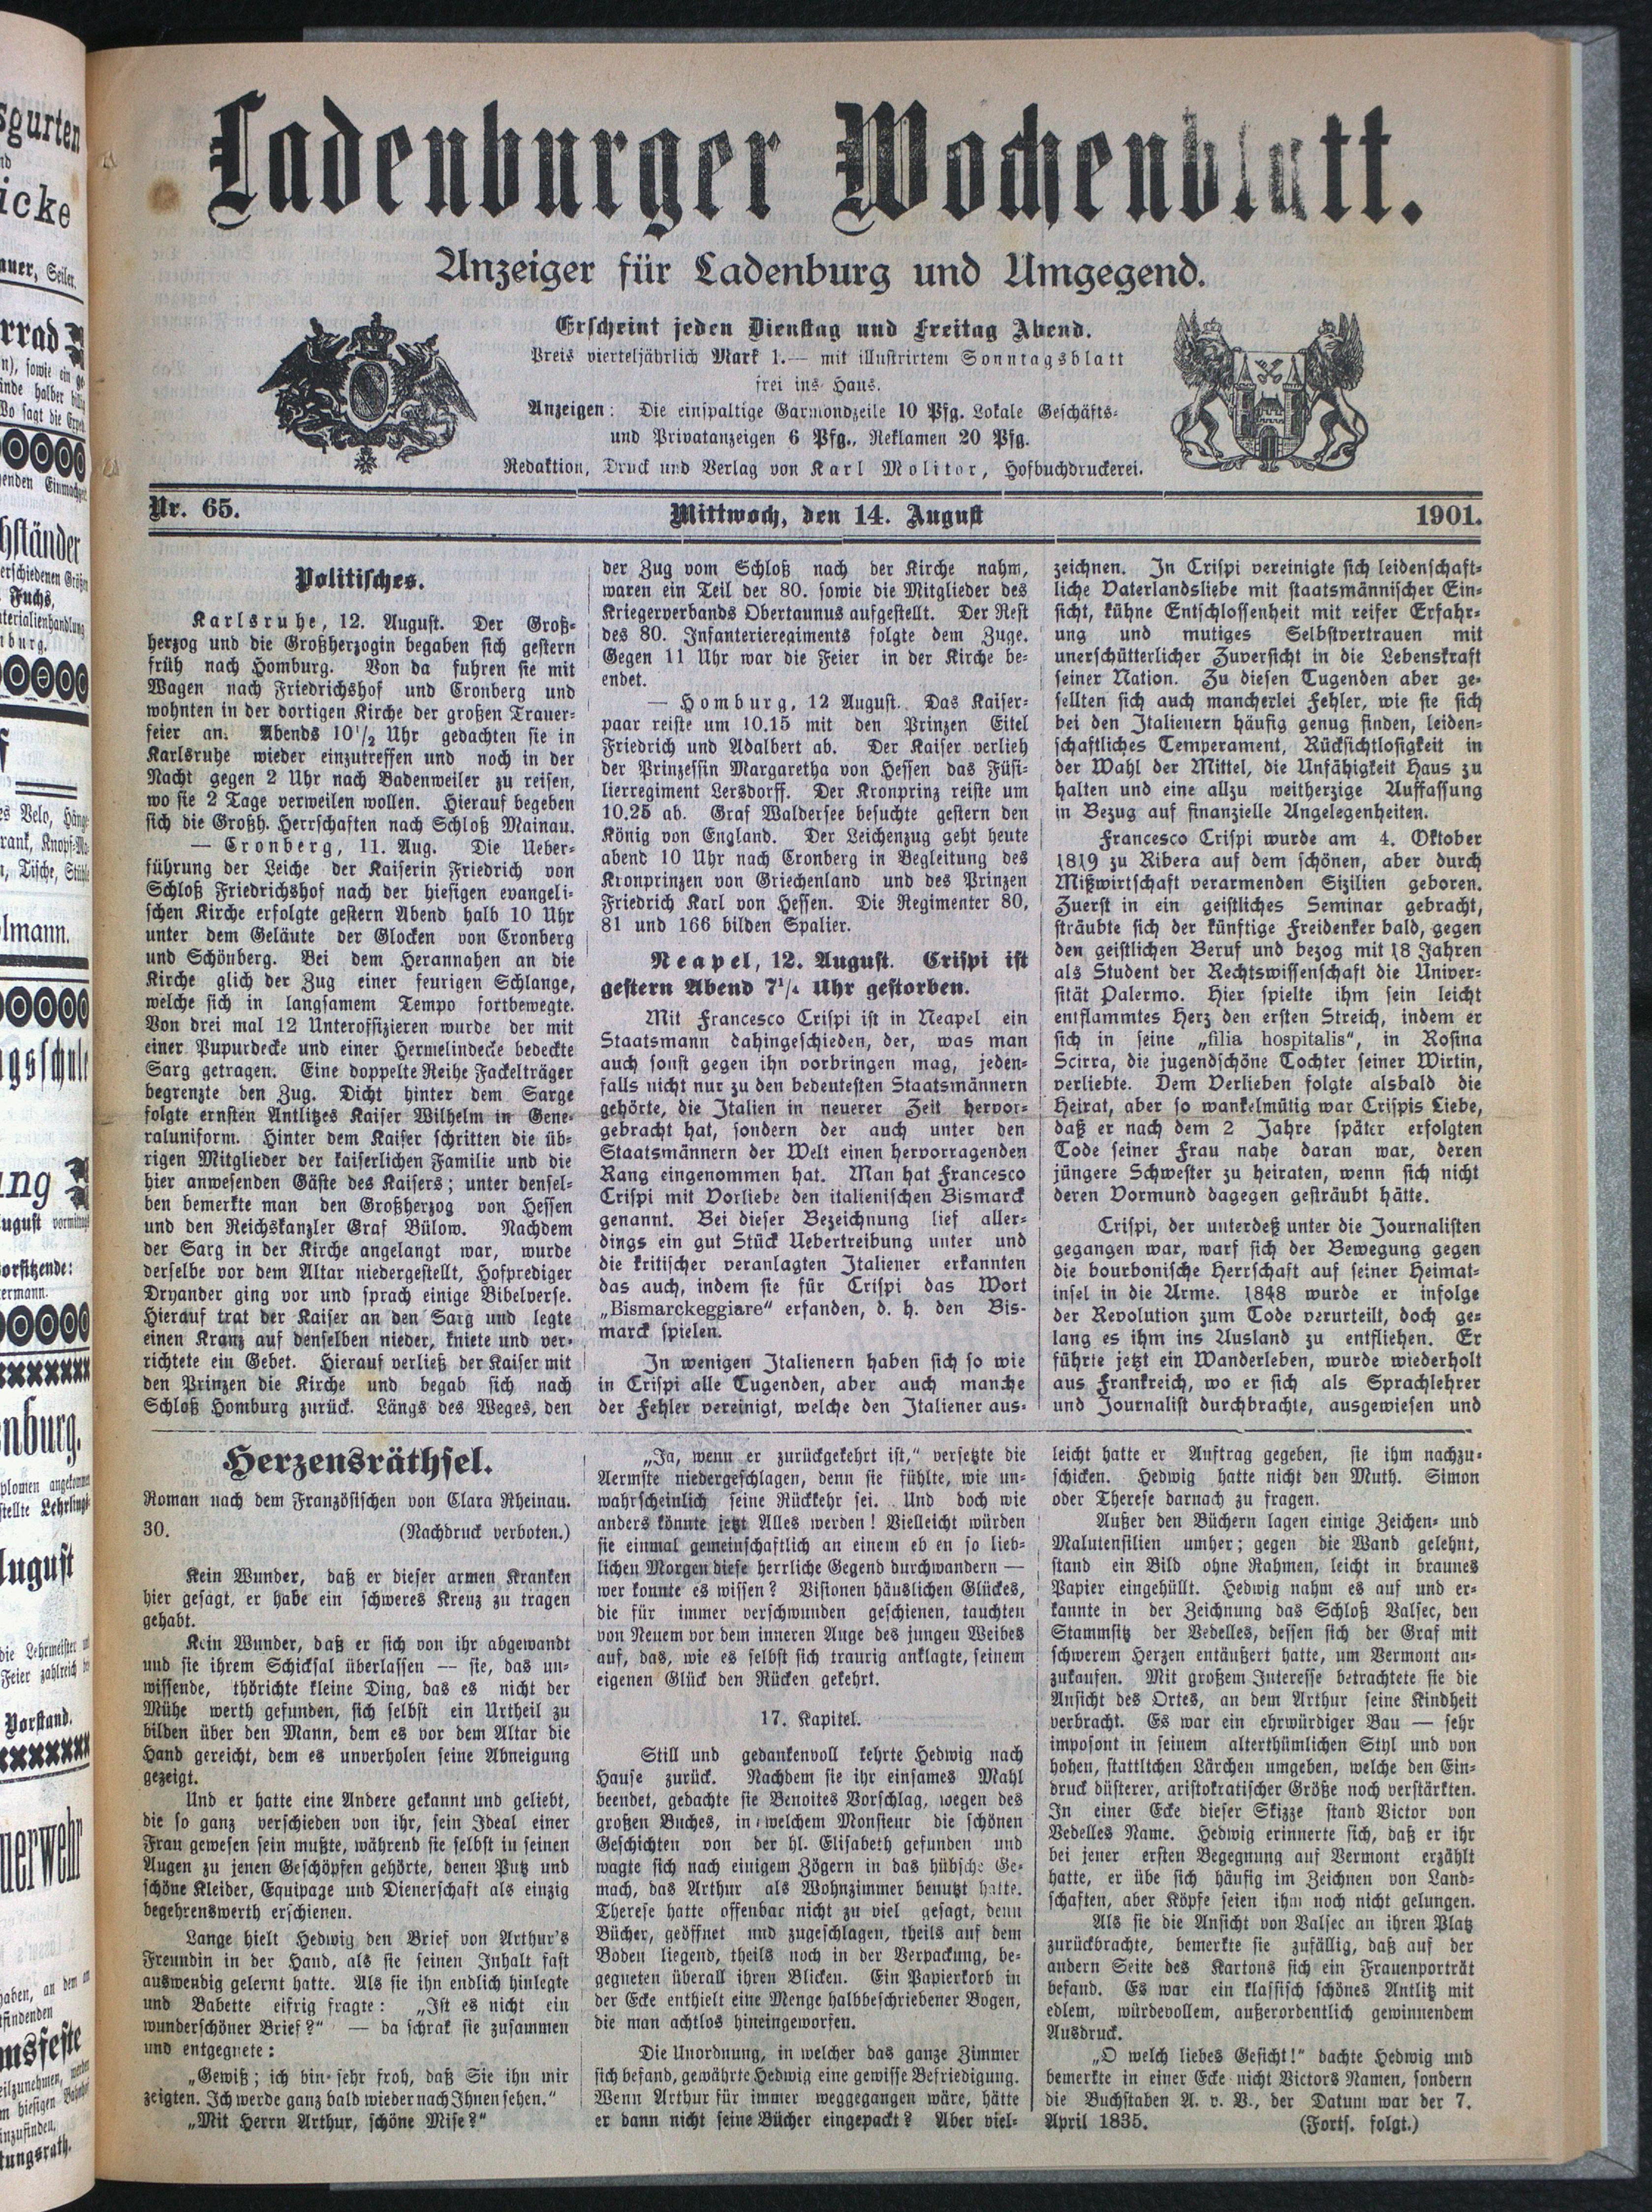 Ladenburger Wochenblatt.
Anzeiger für Ladenburg und Umgegend.
Erscheint jeden Dienstag und Freitag Abend.
Preis vierteljährlich Mark 1.— mit illustrirtem Sonntagsblatt
frei ins Haus.
Anzeigen: Die einspaltige Garmondzeile 10 Pfg. Lokale Geschäfts-
und Privatanzeigen 6 Pfg., Reklamen 20 Pfg.
Redaktion, Druck und Verlag von Karl Molitor, Hofbuchdruckerei.
Nr. 65.
Mittwoch, den 14. August
1901.
Politisches.
Karlsruhe, 12. August. Der Groß-
herzog und die Großherzogin begaben sich gestern
früh nach Homburg. Von da fuhren sie mit
Wagen nach Friedrichshof und Cronberg und
wohnten in der dortigen Kirche der großen Trauer-
feier an. Abends 10½ Uhr gedachten sie in
Karlsruhe wieder einzutreffen und noch in der
Nacht gegen 2 Uhr nach Badenweiler zu reisen,
wo sie 2 Tage verweilen wollen. Hierauf begeben
sich die Großh. Herrschaften nach Schloß Mainau.
— Cronberg, 11. Aug. Die Ueber-
führung der Leiche der Kaiserin Friedrich von
Schloß Friedrichshof nach der hiesigen evangeli-
schen Kirche erfolgte gestern Abend halb 10 Uhr
unter dem Geläute der Glocken von Cronberg
und Schönberg. Bei dem Herannahen an die
Kirche glich der Zug einer feurigen Schlange,
welche sich in langsamem Tempo fortbewegte.
Von drei mal 12 Unteroffizieren wurde der mit
einer Pupurdecke und einer Hermelindecke bedeckte
Sarg getragen. Eine doppelte Reihe Fackelträger
begrenzte den Zug. Dicht hinter dem Sarge
folgte ernsten Antlitzes Kaiser Wilhelm in Gene-
raluniform. Hinter dem Kaiser schritten die üb-
rigen Mitglieder der kaiserlichen Familie und die
hier anwesenden Gäste des Kaisers; unter densel-
ben bemerkte man den Großherzog von Hessen
und den Reichskanzler Graf Bülow. Nachdem
der Sarg in der Kirche angelangt war, wurde
derselbe vor dem Altar niedergestellt, Hofprediger
Dryander ging vor und sprach einige Bibelverse.
Hierauf trat der Kaiser an den Sarg und legte
einen Kranz auf denselben nieder, kniete und ver-
richtete ein Gebet. Hierauf verließ der Kaiser mit
den Prinzen die Kirche und begab sich nach
Schloß Homburg zurück. Längs des Weges, den
der Zug vom Schloß nach der Kirche nahm,
waren ein Teil der 80. sowie die Mitglieder des
Kriegerverbands Obertaunus aufgestellt. Der Rest
des 80. Infanterieregiments folgte dem Zuge.
Gegen 11 Uhr war die Feier in der Kirche be-
endet.
— Homburg, 12 August. Das Kaiser-
paar reiste um 10.15 mit den Prinzen Eitel
Friedrich und Adalbert ab. Der Kaiser verlieh
der Prinzessin Margaretha von Hessen das Füsi-
lierregiment Lersdorff. Der Kronprinz reiste um
10.25 ab. Graf Waldersee besuchte gestern den
König von England. Der Leichenzug geht heute
abend 10 Uhr nach Cronberg in Begleitung des
Kronprinzen von Griechenland und des Prinzen
Friedrich Karl von Hessen. Die Regimenter 80,
81 und 166 bilden Spalier.
Neapel, 12. August. Crispi ist
gestern Abend 7¼ Uhr gestorben.
Mit Francesco Crispi ist in Neapel ein
Staatsmann dahingeschieden, der, was man
auch sonst gegen ihn vorbringen mag, jeden-
falls nicht nur zu den bedeutesten Staatsmännern
gehörte, die Italien in neuerer Zeit hervor-
gebracht hat, sondern der auch unter den
Staatsmännern der Welt einen hervorragenden
Rang eingenommen hat. Man hat Francesco
Crispi mit Vorliebe den italienischen Bismarck
genannt. Bei dieser Bezeichnung lief aller-
dings ein gut Stück Uebertreibung unter und
die kritischer veranlagten Italiener erkannten
das auch, indem sie für Crispi das Wort
„Bismarckeggiare“ erfanden, d. h. den Bis-
marck spielen.
In wenigen Italienern haben sich so wie
in Crispi alle Tugenden, aber auch manche
der Fehler vereinigt, welche den Italiener aus-
zeichnen. In Crispi vereinigte sich leidenschaft-
liche Vaterlandsliebe mit staatsmännischer Ein-
sicht, kühne Entschlossenheit mit reifer Erfahr-
ung und mutiges Selbstvertrauen mit
unerschütterlicher Zuversicht in die Lebenskraft
seiner Nation. Zu diesen Tugenden aber ge-
sellten sich auch mancherlei Fehler, wie sie sich
bei den Italienern häufig genug finden, leiden-
schaftliches Temperament, Rücksichtlosigkeit in
der Wahl der Mittel, die Unfähigkeit Haus zu
halten und eine allzu weitherzige Auffassung
in Bezug auf finanzielle Angelegenheiten.
Francesco Crispi wurde am 4. Oktober
1819 zu Ribera auf dem schönen, aber durch
Mißwirtschaft verarmenden Sizilien geboren.
Zuerst in ein geistliches Seminar gebracht,
sträubte sich der künftige Freidenker bald, gegen
den geistlichen Beruf und bezog mit 18 Jahren
als Student der Rechtswissenschaft die Univer-
sität Palermo. Hier spielte ihm sein leicht
entflammtes Herz den ersten Streich, indem er
sich in seine „filia hospitalis“, in Rosina
Scirra, die jugendschöne Tochter seiner Wirtin,
verliebte. Dem Verlieben folgte alsbald die
Heirat, aber so wankelmütig war Crispis Liebe,
daß er nach dem 2 Jahre später erfolgten
Tode seiner Frau nahe daran war, deren
jüngere Schwester zu heiraten, wenn sich nicht
deren Vormund dagegen gesträubt hätte.
Crispi, der unterdeß unter die Journalisten
gegangen war, warf sich der Bewegung gegen
die bourbonische Herrschaft auf seiner Heimat-
insel in die Arme. 1848 wurde er infolge
der Revolution zum Tode verurteilt, doch ge-
lang es ihm ins Ausland zu entfliehen. Er
führte jetzt ein Wanderleben, wurde wiederholt
aus Frankreich, wo er sich als Sprachlehrer
und Journalist durchbrachte, ausgewiesen und
Herzensräthsel.
Roman nach dem Französischen von Clara Rheinau.
30.
(Nachdruck verboten.)
Kein Wunder, daß er dieser armen Kranken
hier gesagt, er habe ein schweres Kreuz zu tragen
gehabt.
Kein Wunder, daß er sich von ihr abgewandt
und sie ihrem Schicksal überlassen — sie, das un-
wissende, thörichte kleine Ding, das es nicht der
Mühe werth gefunden, sich selbst ein Urtheil zu
bilden über den Mann, dem es vor dem Altar die
Hand gereicht, dem es unverholen seine Abneigung
gezeigt.
Und er hatte eine Andere gekannt und geliebt,
die so ganz verschieden von ihr, sein Ideal einer
Frau gewesen sein mußte, während sie selbst in seinen
Augen zu jenen Geschöpfen gehörte, denen Putz und
schöne Kleider, Equipage und Dienerschaft als einzig
begehrenswerth erschienen.
Lange hielt Hedwig den Brief von Arthur's
Freundin in der Hand, als sie seinen Inhalt fast
auswendig gelernt hatte. Als sie ihn endlich hinlegte
und Babette eifrig fragte: „Ist es nicht ein
wunderschöner Brief?“ — da schrak sie zusammen
und entgegnete:
„Gewiß; ich bin sehr froh, daß Sie ihn mir
zeigten. Ich werde ganz bald wieder nach Ihnen sehen.“
„Mit Herrn Arthur, schöne Mise?“
„Ja, wenn er zurückgekehrt ist,“ versetzte die
Aermste niedergeschlagen, denn sie fühlte, wie un-
wahrscheinlich seine Rückkehr sei. Und doch wie
anders könnte jetzt Alles werden! Vielleicht würden
sie einmal gemeinschaftlich an einem eb en so lieb-
lichen Morgen diese herrliche Gegend durchwandern —
wer konnte es wissen? Visionen häuslichen Glückes,
die für immer verschwunden geschienen, tauchten
von Neuem vor dem inneren Auge des jungen Weibes
auf, das, wie es selbst sich traurig anklagte, seinem
eigenen Glück den Rücken gekehrt.
17. Kapitel.
Still und gedankenvoll kehrte Hedwig nach
Hause zurück. Nachdem sie ihr einsames Mahl
beendet, gedachte sie Benoites Vorschlag, wegen des
großen Buches, in welchem Monsieur die schönen
Geschichten von der hl. Elisabeth gefunden und
wagte sich nach einigem Zögern in das hübsche Ge-
mach, das Arthur als Wohnzimmer benutzt hatte.
Therese hatte offenbar nicht zu viel gesagt, denn
Bücher, geöffnet und zugeschlagen, theils auf dem
Boden liegend, theils noch in der Verpackung, be-
gegneten überall ihren Blicken. Ein Papierkorb in
der Ecke enthielt eine Menge halbbeschriebener Bogen,
die man achtlos hineingeworfen.
Die Unordnung, in welcher das ganze Zimmer
sich befand, gewährte Hedwig eine gewisse Befriedigung.
Wenn Arthur für immer weggegangen wäre, hätte
er dann nicht seine Bücher eingepackt? Aber viel-
leicht hatte er Auftrag gegeben, sie ihm nachzu-
schicken. Hedwig hatte nicht den Muth. Simon
oder Therese darnach zu fragen.
Außer den Büchern lagen einige Zeichen- und
Malutensilien umher; gegen die Wand gelehnt,
stand ein Bild ohne Rahmen, leicht in braunes
Papier eingehüllt. Hedwig nahm es auf und er-
kannte in der Zeichnung das Schloß Valsec, den
Stammsitz der Vedelles, dessen sich der Graf mit
schwerem Herzen entäußert hatte, um Vermont an-
zukaufen. Mit großem Interesse betrachtete sie die
Ansicht des Ortes, an dem Arthur seine Kindheit
verbracht. Es war ein ehrwürdiger Bau — sehr
imposont in seinem alterthümlichen Styl und von
hohen, stattltchen Lärchen umgeben, welche den Ein-
druck düsterer, aristokratischer Größe noch verstärkten.
In einer Ecke dieser Skizze stand Victor von
Vedelles Name. Hedwig erinnerte sich, daß er ihr
bei jener ersten Begegnung auf Vermont erzählt
hatte, er übe sich häufig im Zeichnen von Land-
schaften, aber Köpfe seien ihm noch nicht gelungen.
Als sie die Ansicht von Valsec an ihren Platz
zurückbrachte, bemerkte sie zufällig, daß auf der
andern Seite des Kartons sich ein Frauenporträt
befand. Es war ein klassisch schönes Antlitz mit
edlem, würdevollem, außerordentlich gewinnendem
Ausdruck.
„O welch liebes Gesicht!“ dachte Hedwig und
bemerkte in einer Ecke nicht Victors Namen, sondern
die Buchstaben A. v. V., der Datum war der 7.
April 1835.
(Forts. folgt.)